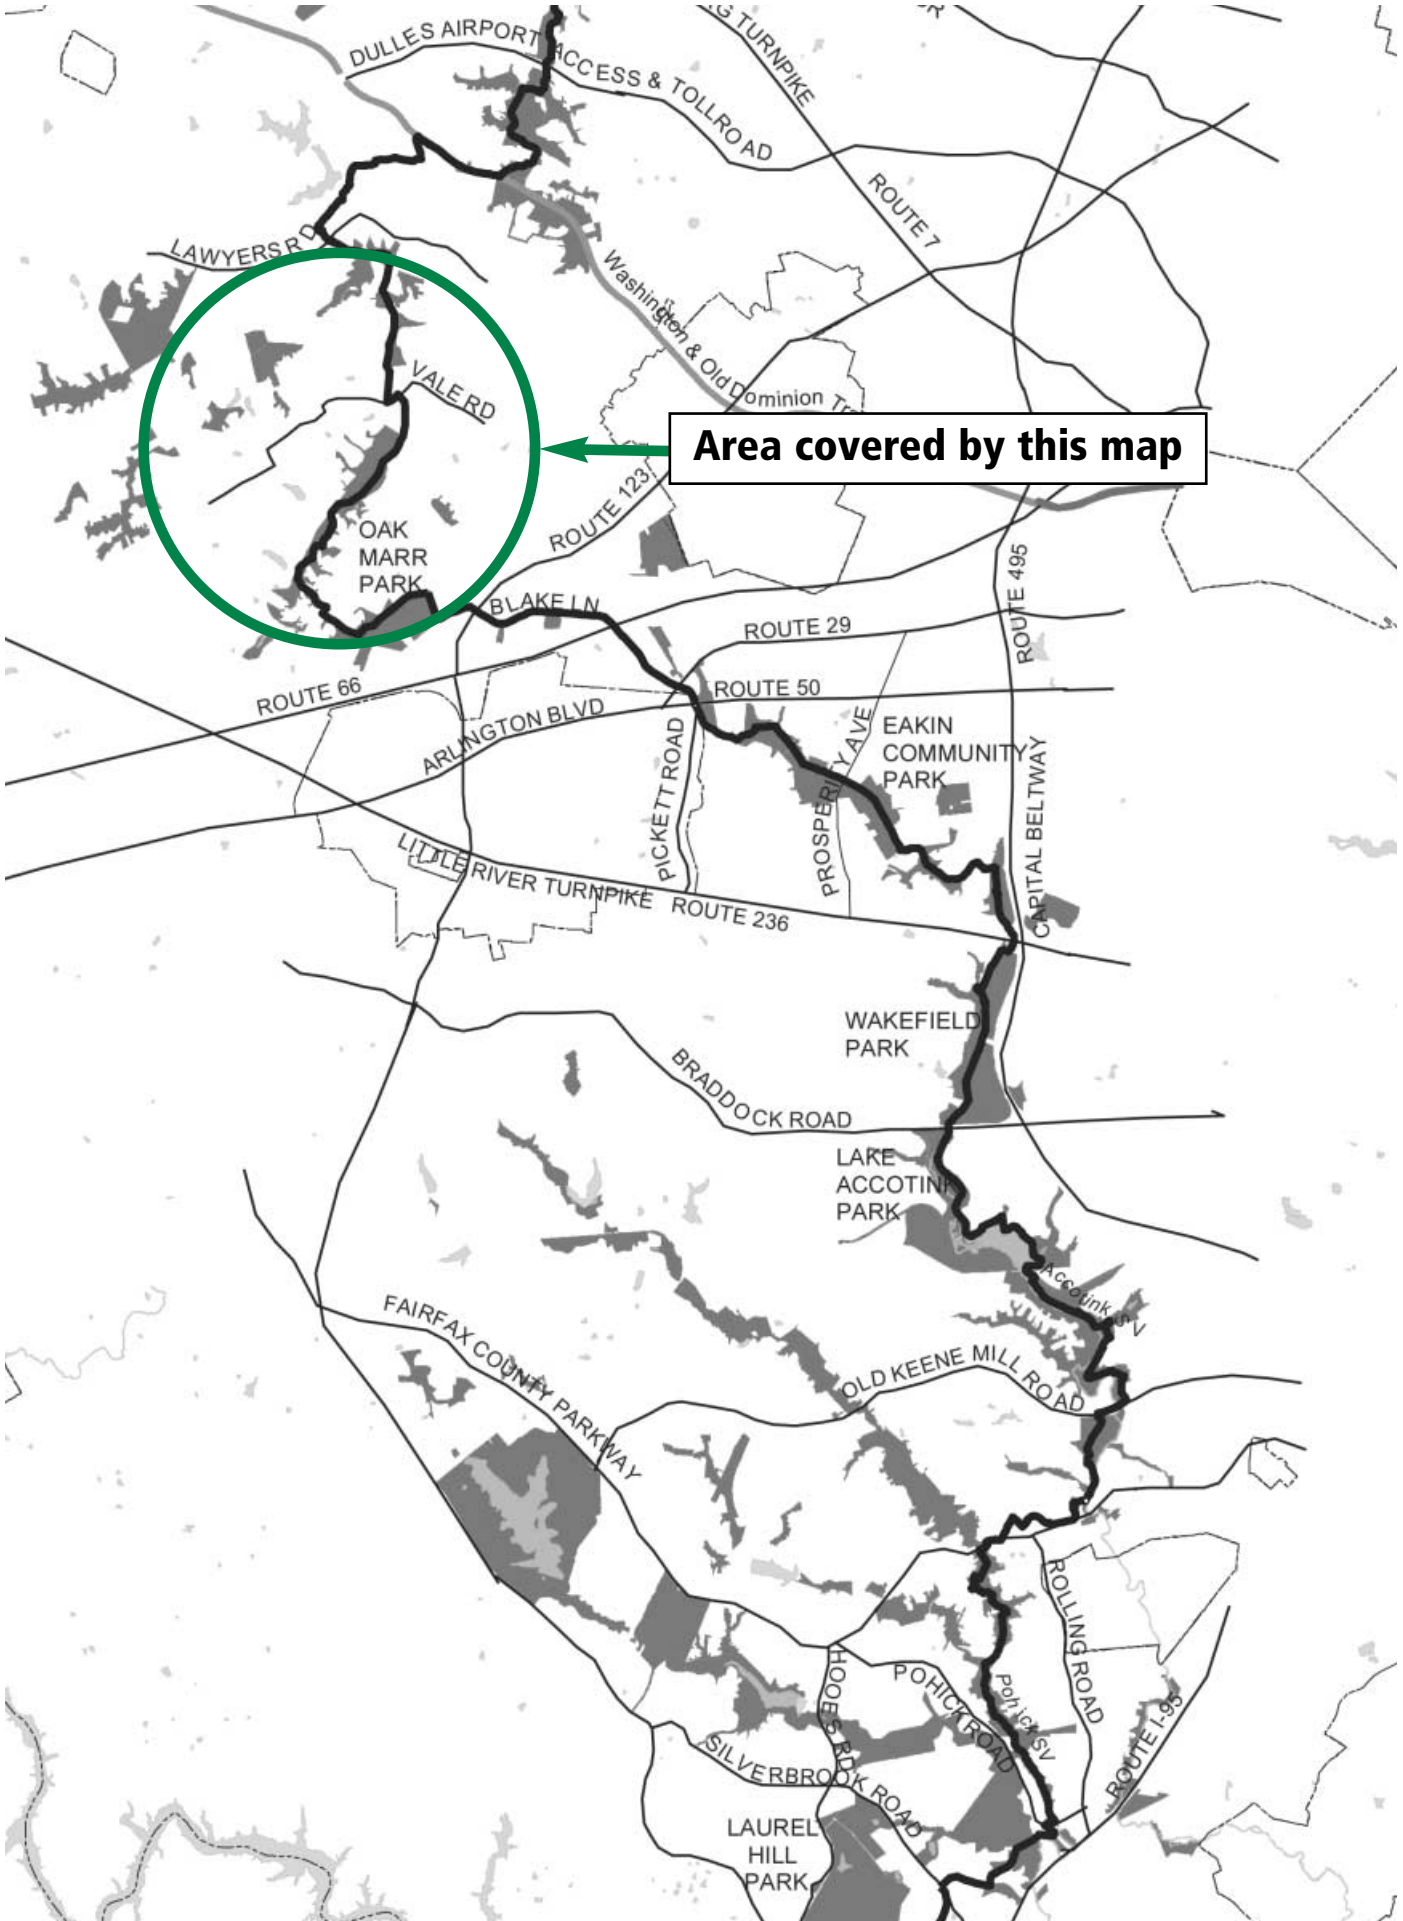 DULLES AIRPORT ACCESS & TOLLROAD
TURNPIKE
ROUTE 7
LAWYERS RD
Washington & Old Dominion
VALE RD
Area covered by this map
ROUTE 123
OAK
MARR
PARK
BLAKE LN
ROUTE 495
ROUTE 29
ROUTE 66
ROUTE 50
ARLINGTON BLVD
PICKETT ROAD
PROSPERITY AVE
EAKIN
COMMUNITY
PARK
CAPITAL BELTWAY
LITTLE RIVER TURNPIKE ROUTE 236
WAKEFIELD
PARK
BRADDOCK ROAD
LAKE
ACCOTINK
PARK
Accotink SV
FAIRFAX COUNTY PARKWAY
OLD KEENE MILL ROAD
ROLLING ROAD
HOOES RD
POHICK ROAD
Pohick SV
ROUTE I-95
SILVERBROOK ROAD
LAUREL
HILL
PARK